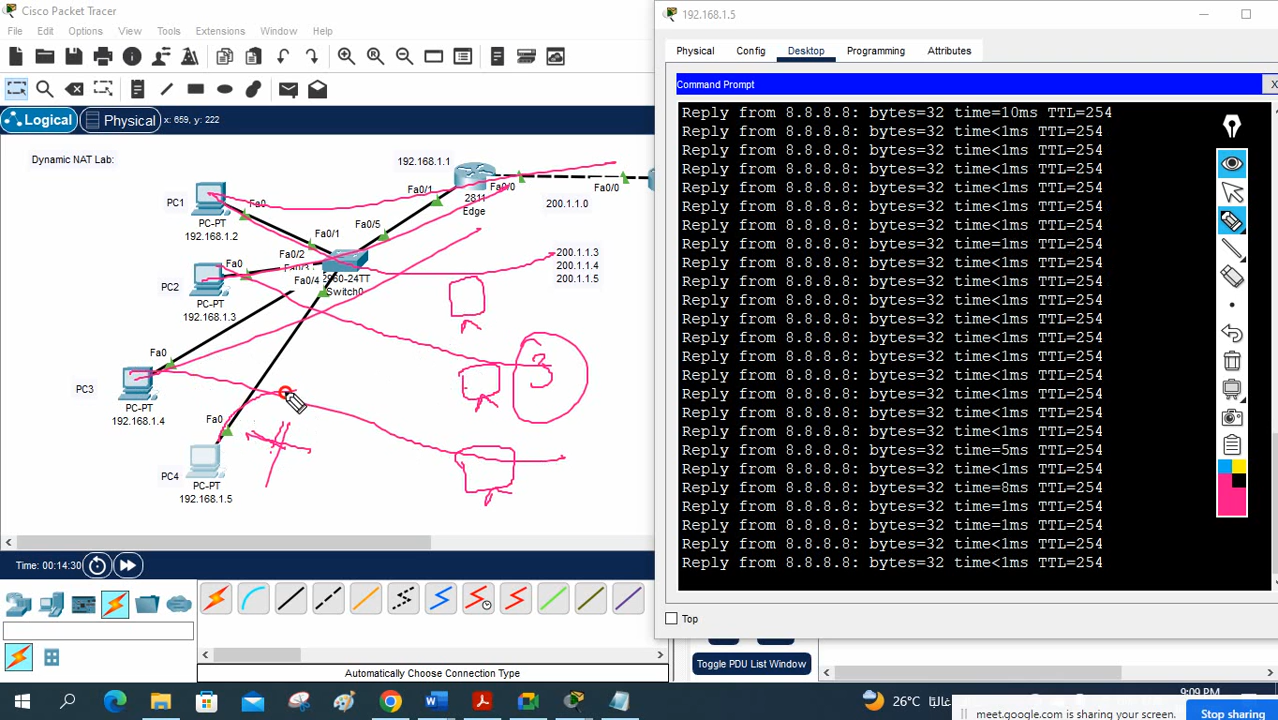 Cisco Packet Tracer
File Edit Options View Tools Extensions Window Help
Logical Physical x: 659, y: 222
Dynamic NAT Lab:
192.168.1.1
PC1
PC-PT
192.168.1.2
Fa0
Fa0/1
Fa0/5
Fa0/1
Fa0/0
2811
Edge
Fa0/0
200.1.1.0
PC2
PC-PT
192.168.1.3
Fa0
Fa0/2
Fa0/3
Fa0/4
2960-24TT
Switch0
200.1.1.3
200.1.1.4
200.1.1.5
3
PC3
PC-PT
192.168.1.4
Fa0
PC4
PC-PT
192.168.1.5
Fa0
Time: 00:14:30
Automatically Choose Connection Type
192.168.1.5
Physical Config Desktop Programming Attributes
Command Prompt
X
Reply from 8.8.8.8: bytes=32 time=10ms TTL=254
Reply from 8.8.8.8: bytes=32 time<1ms TTL=254
Reply from 8.8.8.8: bytes=32 time<1ms TTL=254
Reply from 8.8.8.8: bytes=32 time<1ms TTL=254
Reply from 8.8.8.8: bytes=32 time<1ms TTL=254
Reply from 8.8.8.8: bytes=32 time<1ms TTL=254
Reply from 8.8.8.8: bytes=32 time<1ms TTL=254
Reply from 8.8.8.8: bytes=32 time=1ms TTL=254
Reply from 8.8.8.8: bytes=32 time<1ms TTL=254
Reply from 8.8.8.8: bytes=32 time<1ms TTL=254
Reply from 8.8.8.8: bytes=32 time=1ms TTL=254
Reply from 8.8.8.8: bytes=32 time<1ms TTL=254
Reply from 8.8.8.8: bytes=32 time<1ms TTL=254
Reply from 8.8.8.8: bytes=32 time<1ms TTL=254
Reply from 8.8.8.8: bytes=32 time<1ms TTL=254
Reply from 8.8.8.8: bytes=32 time<1ms TTL=254
Reply from 8.8.8.8: bytes=32 time<1ms TTL=254
Reply from 8.8.8.8: bytes=32 time<1ms TTL=254
Reply from 8.8.8.8: bytes=32 time=5ms TTL=254
Reply from 8.8.8.8: bytes=32 time<1ms TTL=254
Reply from 8.8.8.8: bytes=32 time=8ms TTL=254
Reply from 8.8.8.8: bytes=32 time=1ms TTL=254
Reply from 8.8.8.8: bytes=32 time=1ms TTL=254
Reply from 8.8.8.8: bytes=32 time<1ms TTL=254
Reply from 8.8.8.8: bytes=32 time<1ms TTL=254
Top
Toggle PDU List Window
26°C غالبًا
9:09 PM
meet.google.com is sharing your screen.
Stop sharing